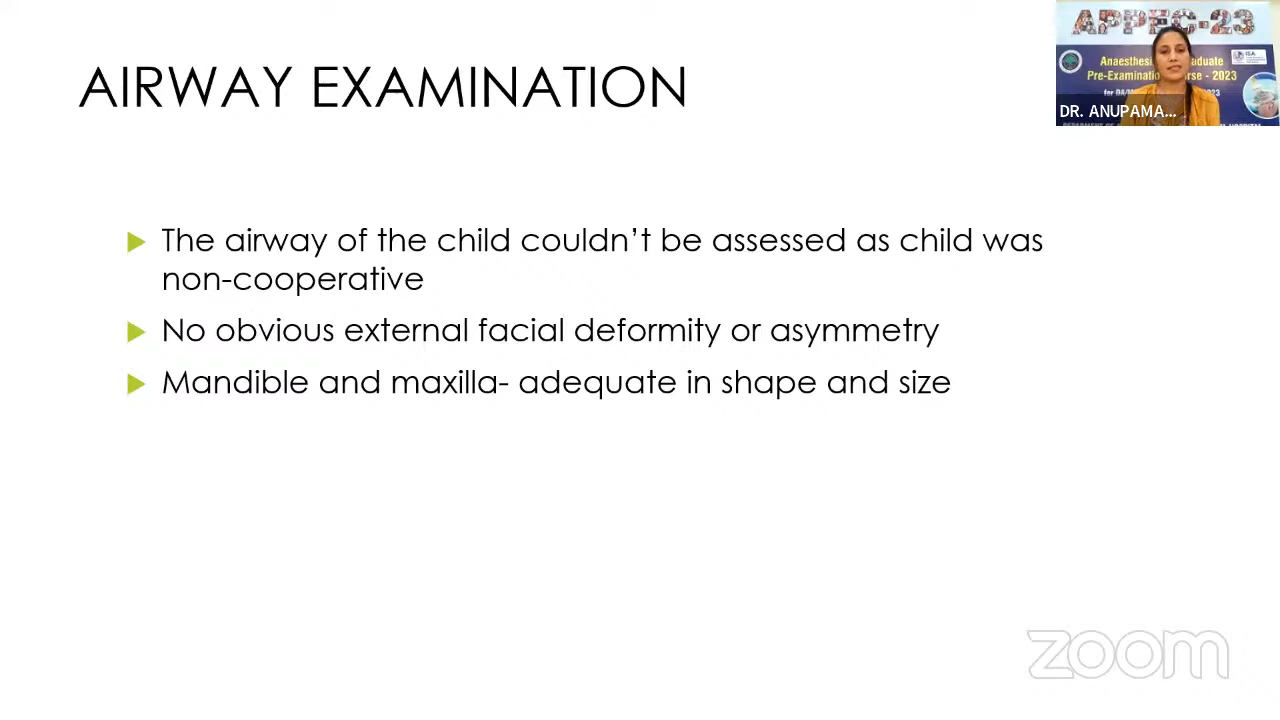 AIRWAY EXAMINATION
The airway of the child couldn't be assessed as child was
non-cooperative
No obvious external facial deformity or asymmetry
Mandible and maxilla- adequate in shape and size
APPEC-23
ISA
Pre-Examination
- 2023
DR. ANUPAMA...
zoom